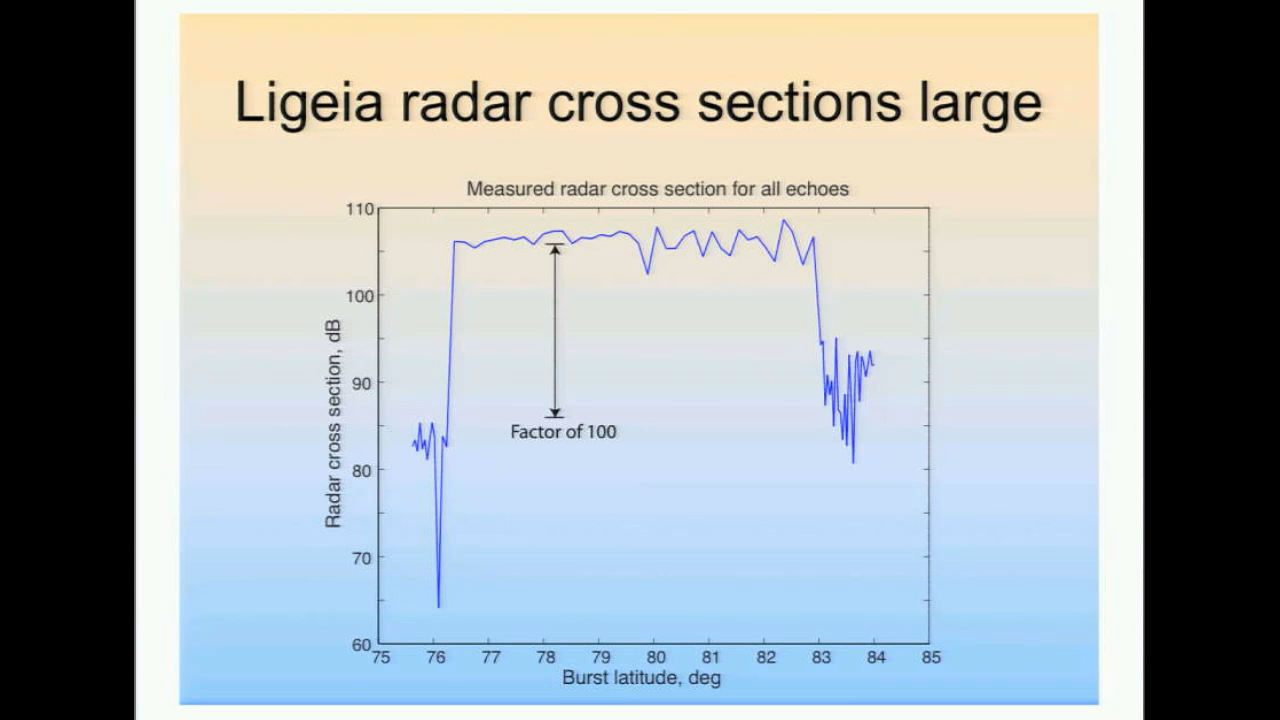 Ligeia radar cross sections large
Measured radar cross section for all echoes
110
100
90
80
70
60
Radar cross section, dB
Factor of 100
75 76 77 78 79 80 81 82 83 84 85
Burst latitude, deg